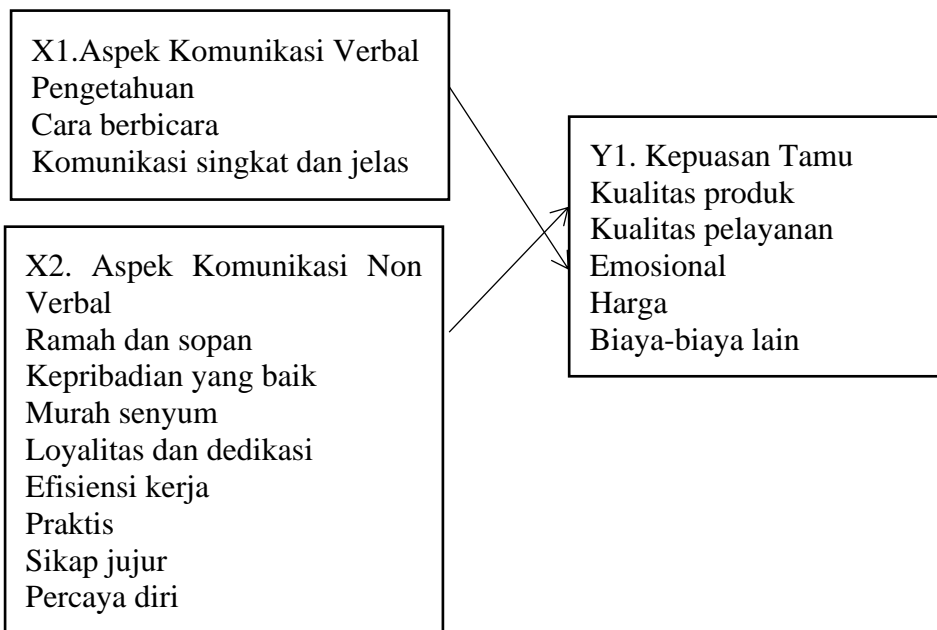 X1.Aspek Komunikasi Verbal
Pengetahuan
Cara berbicara
Komunikasi singkat dan jelas
X2. Aspek Komunikasi Non
Verbal
Ramah dan sopan
Kepribadian yang baik
Murah senyum
Loyalitas dan dedikasi
Efisiensi kerja
Praktis
Sikap jujur
Percaya diri
Y1. Kepuasan Tamu
Kualitas produk
Kualitas pelayanan
Emosional
Harga
Biaya-biaya lain